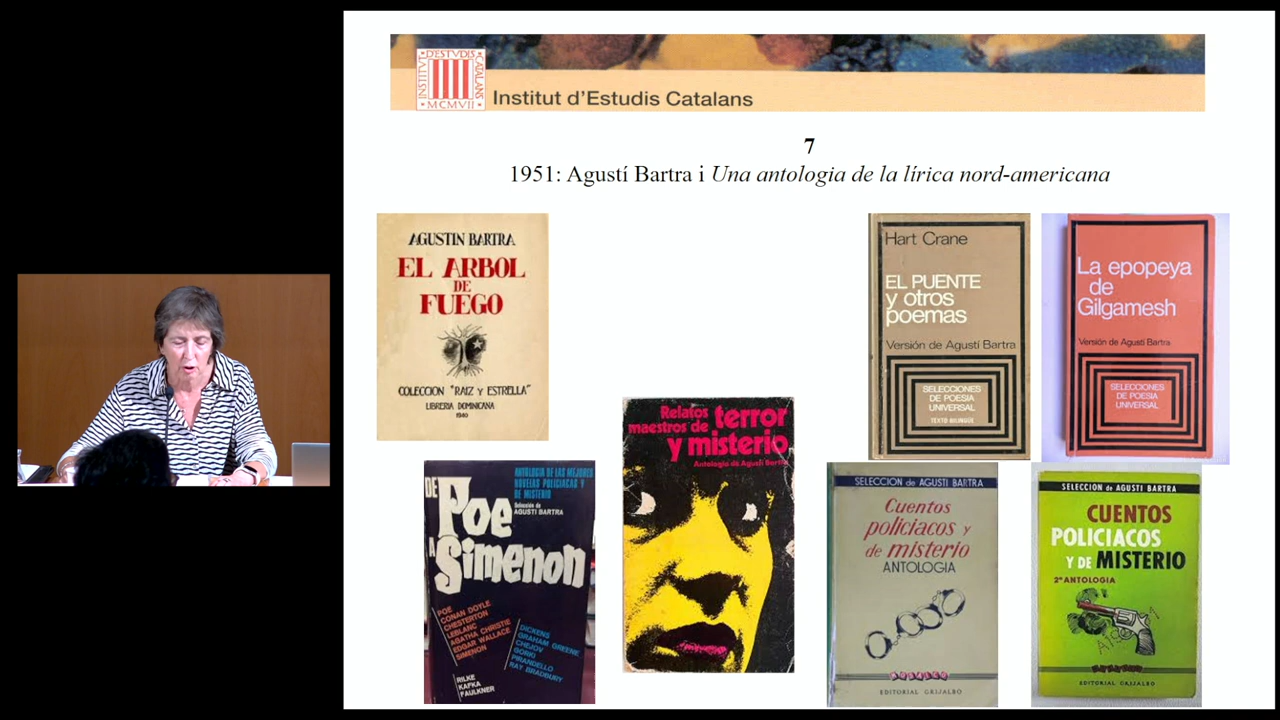 INSTITVT
D'ESTVDIS
CATALANS
MCMVII
Institut d'Estudis Catalans
7
1951: Agustí Bartra i Una antologia de la lírica nord-americana
AGUSTIN BARTRA
EL ARBOL
DE
FUEGO
COLECCION "RAIZ Y ESTRELLA"
LIBRERIA DOMINICANA
1940
Hart Crane
EL PUENTE
y otros
poemas
Versión de Agustí Bartra
SELECCIONES
DE POESIA
UNIVERSAL
TEXTO BILINGÜE
La epopeya
de
Gilgamesh
Versión de Agustí Bartra
SELECCIONES
DE POESIA
UNIVERSAL
ANTOLOGIA DE LAS MEJORES
NOVELAS POLICIACAS Y
DE MISTERIO
Selección de
AGUSTI BARTRA
DE
Poe
A
Simenon
POE
CONAN DOYLE
CHESTERTON
LEBLANC
AGATHA CHRISTIE
EDGAR WALLACE
SIMENON
DICKENS
GRAHAM GREENE
CHEJOV
GORKI
PIRANDELLO
RAY BRADBURY
RILKE
KAFKA
FAULKNER
Relatos
maestros de terror
y misterio
Antologia de Agustí Bartra
SELECCION de AGUSTI BARTRA
Cuentos
policiacos y
de misterio
ANTOLOGIA
EDITORIAL GRIJALBO
SELECCION de AGUSTI BARTRA
CUENTOS
POLICIACOS
Y DE MISTERIO
2ª ANTOLOGIA
EDITORIAL GRIJALBO